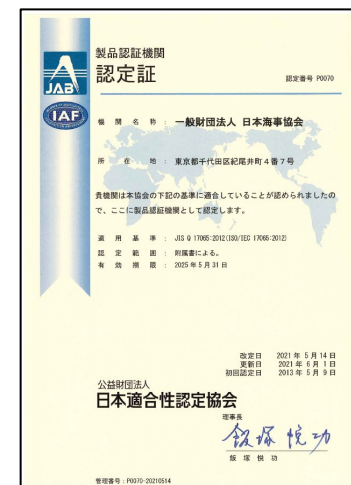 JAB
IAF
製品認証機関
認定証
認定番号 P0070
機関名称 : 一般財団法人 日本海事協会
所在地 : 東京都千代田区紀尾井町4番7号
貴機関は本協会の下記の基準に適合していることが認められましたの
で、ここに製品認証機関として認定します。
適用基準 : JIS Q 17065:2012(ISO/IEC 17065:2012)
認定範囲 : 附属書による。
有効期限 : 2025年5月31日
改定日 2021年5月14日
更新日 2021年6月1日
初回認定日 2013年5月9日
公益財団法人
日本適合性認定協会
理事長
飯塚悦功
飯塚悦功
管理番号:P0070-20210514